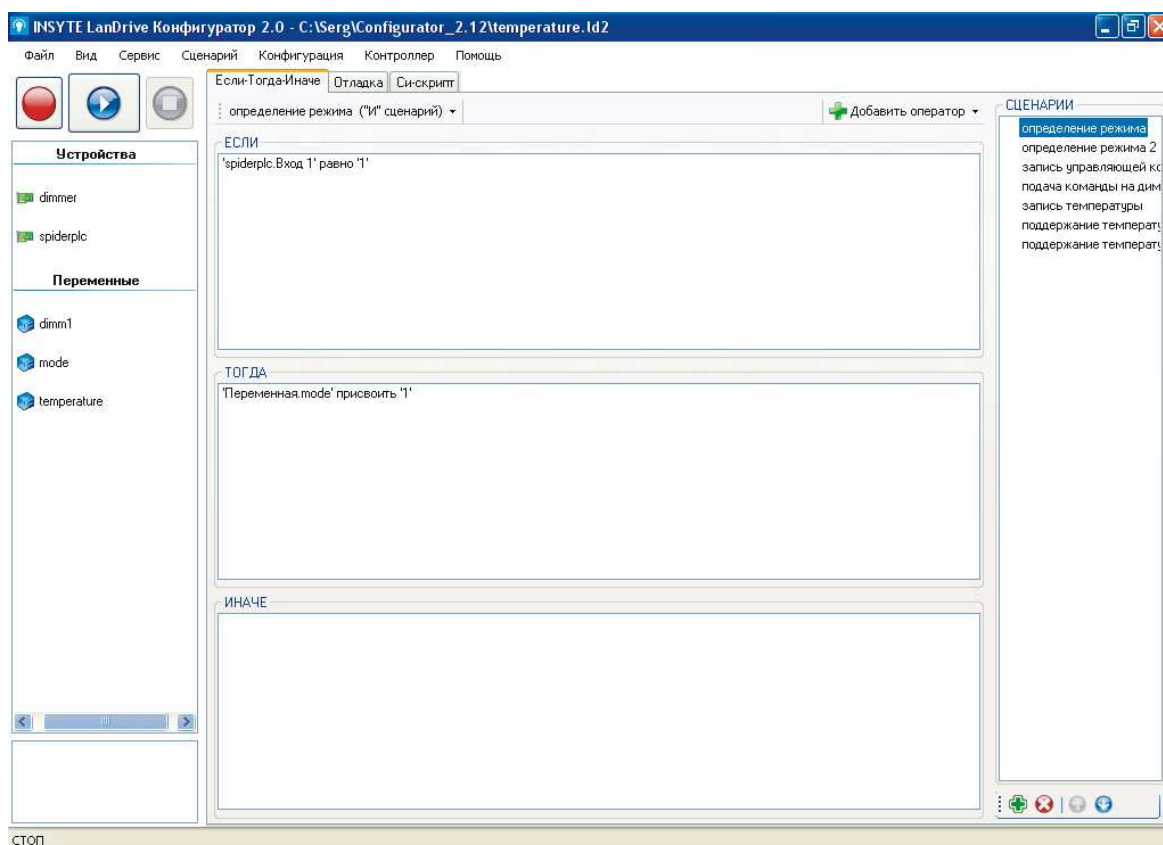 INSYTE LanDrive Конфигуратор 2.0 - C:\Serg\Configurator_2.12\temperature.ld2
Файл Вид Сервис Сценарий Конфигурация Контроллер Помощь
Если-Тогда-Иначе Отладка Си-скрипт
определение режима ("И" сценарий)
Добавить оператор
Устройства
dimmer
spiderplc
Переменные
dimm1
mode
temperature
ЕСЛИ
'spiderplc.Вход 1' равно '1'
ТОГДА
'Переменная.mode' присвоить '1'
ИНАЧЕ
СЦЕНАРИИ
определение режима
определение режима 2
запись управляющей ко
подача команды на дим
запись температуры
поддержание температу
поддержание температу
СТОП